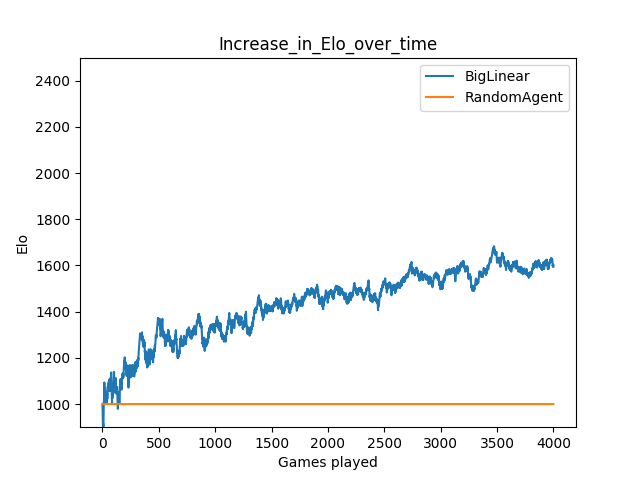 Increase_in_Elo_over_time
BigLinear
RandomAgent
2400
2200
2000
1800
1600
1400
1200
1000
Elo
0 500 1000 1500 2000 2500 3000 3500 4000
Games played